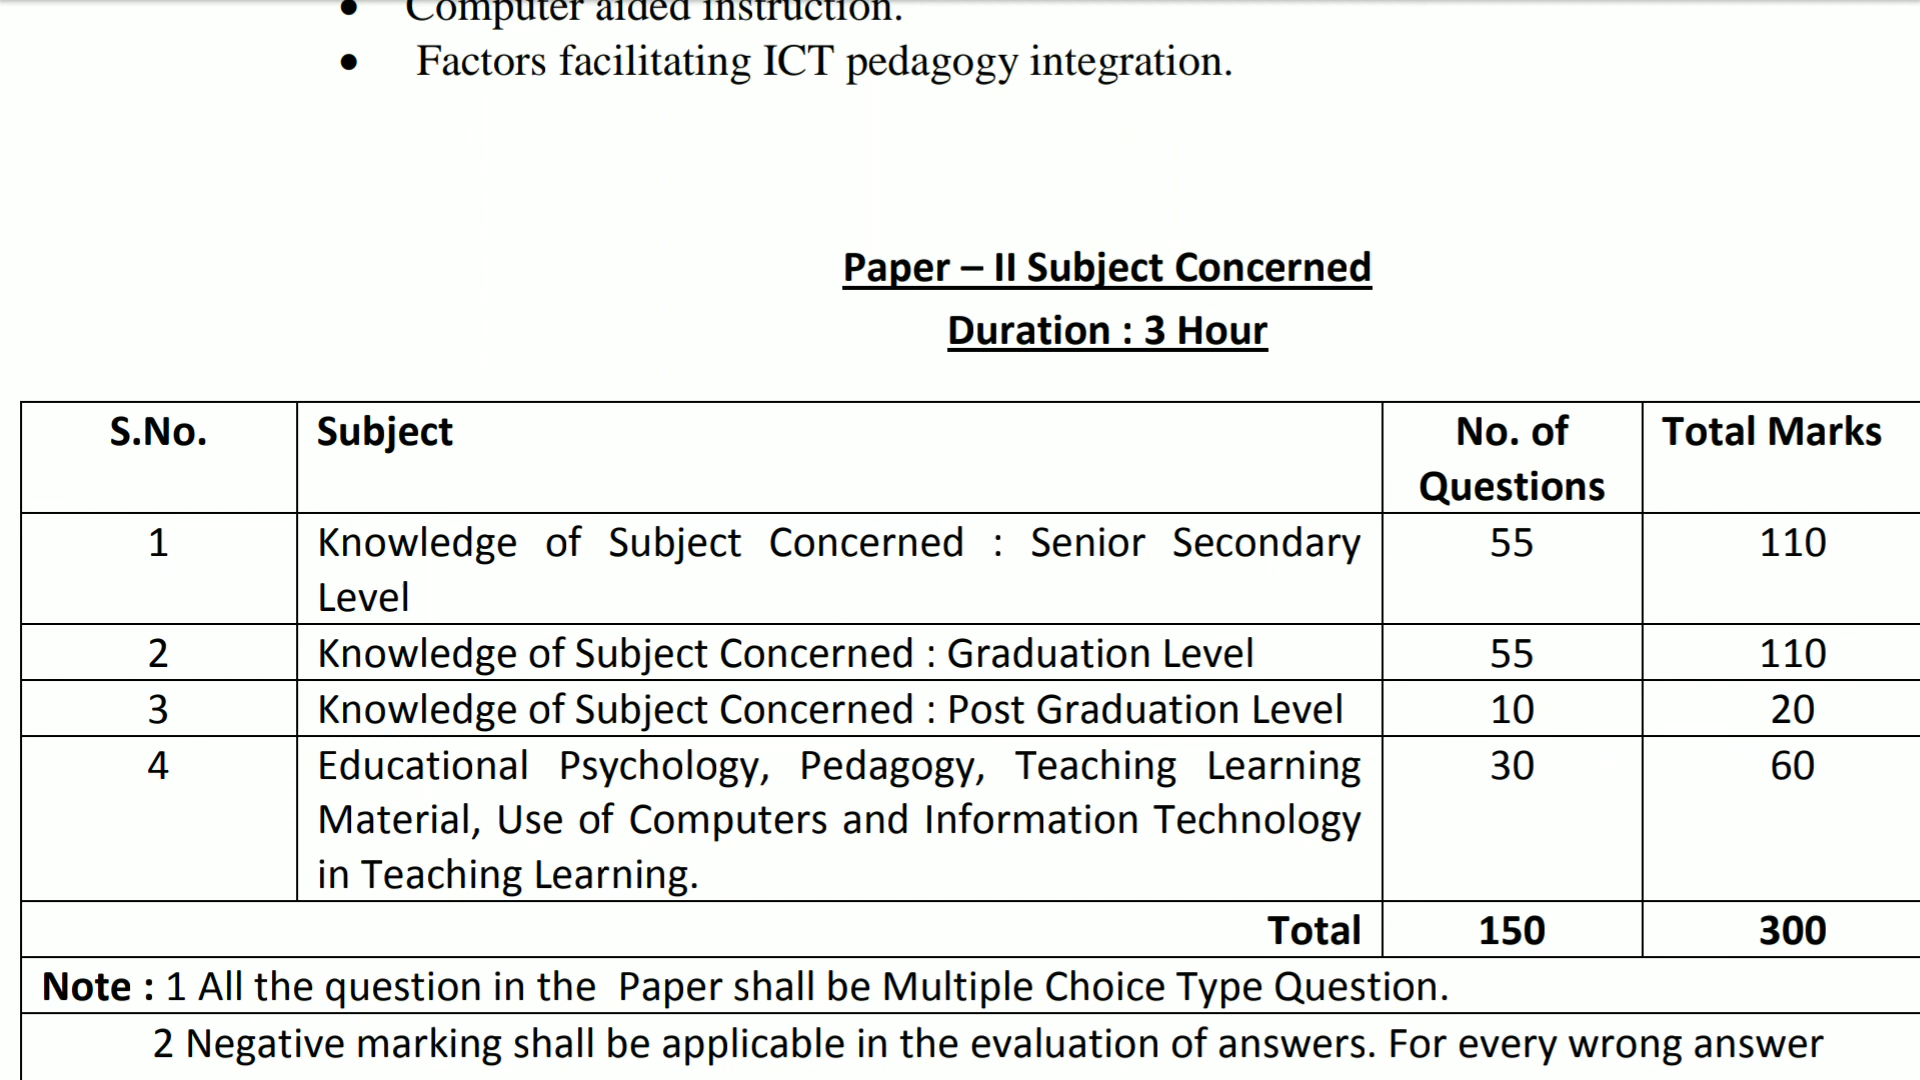 • Computer aided instruction.
• Factors facilitating ICT pedagogy integration.
Paper – II Subject Concerned
Duration : 3 Hour
S.No. Subject No. of Questions Total Marks
1 Knowledge of Subject Concerned : Senior Secondary Level 55 110
2 Knowledge of Subject Concerned : Graduation Level 55 110
3 Knowledge of Subject Concerned : Post Graduation Level 10 20
4 Educational Psychology, Pedagogy, Teaching Learning Material, Use of Computers and Information Technology in Teaching Learning. 30 60
Total 150 300
Note : 1 All the question in the Paper shall be Multiple Choice Type Question.
2 Negative marking shall be applicable in the evaluation of answers. For every wrong answer